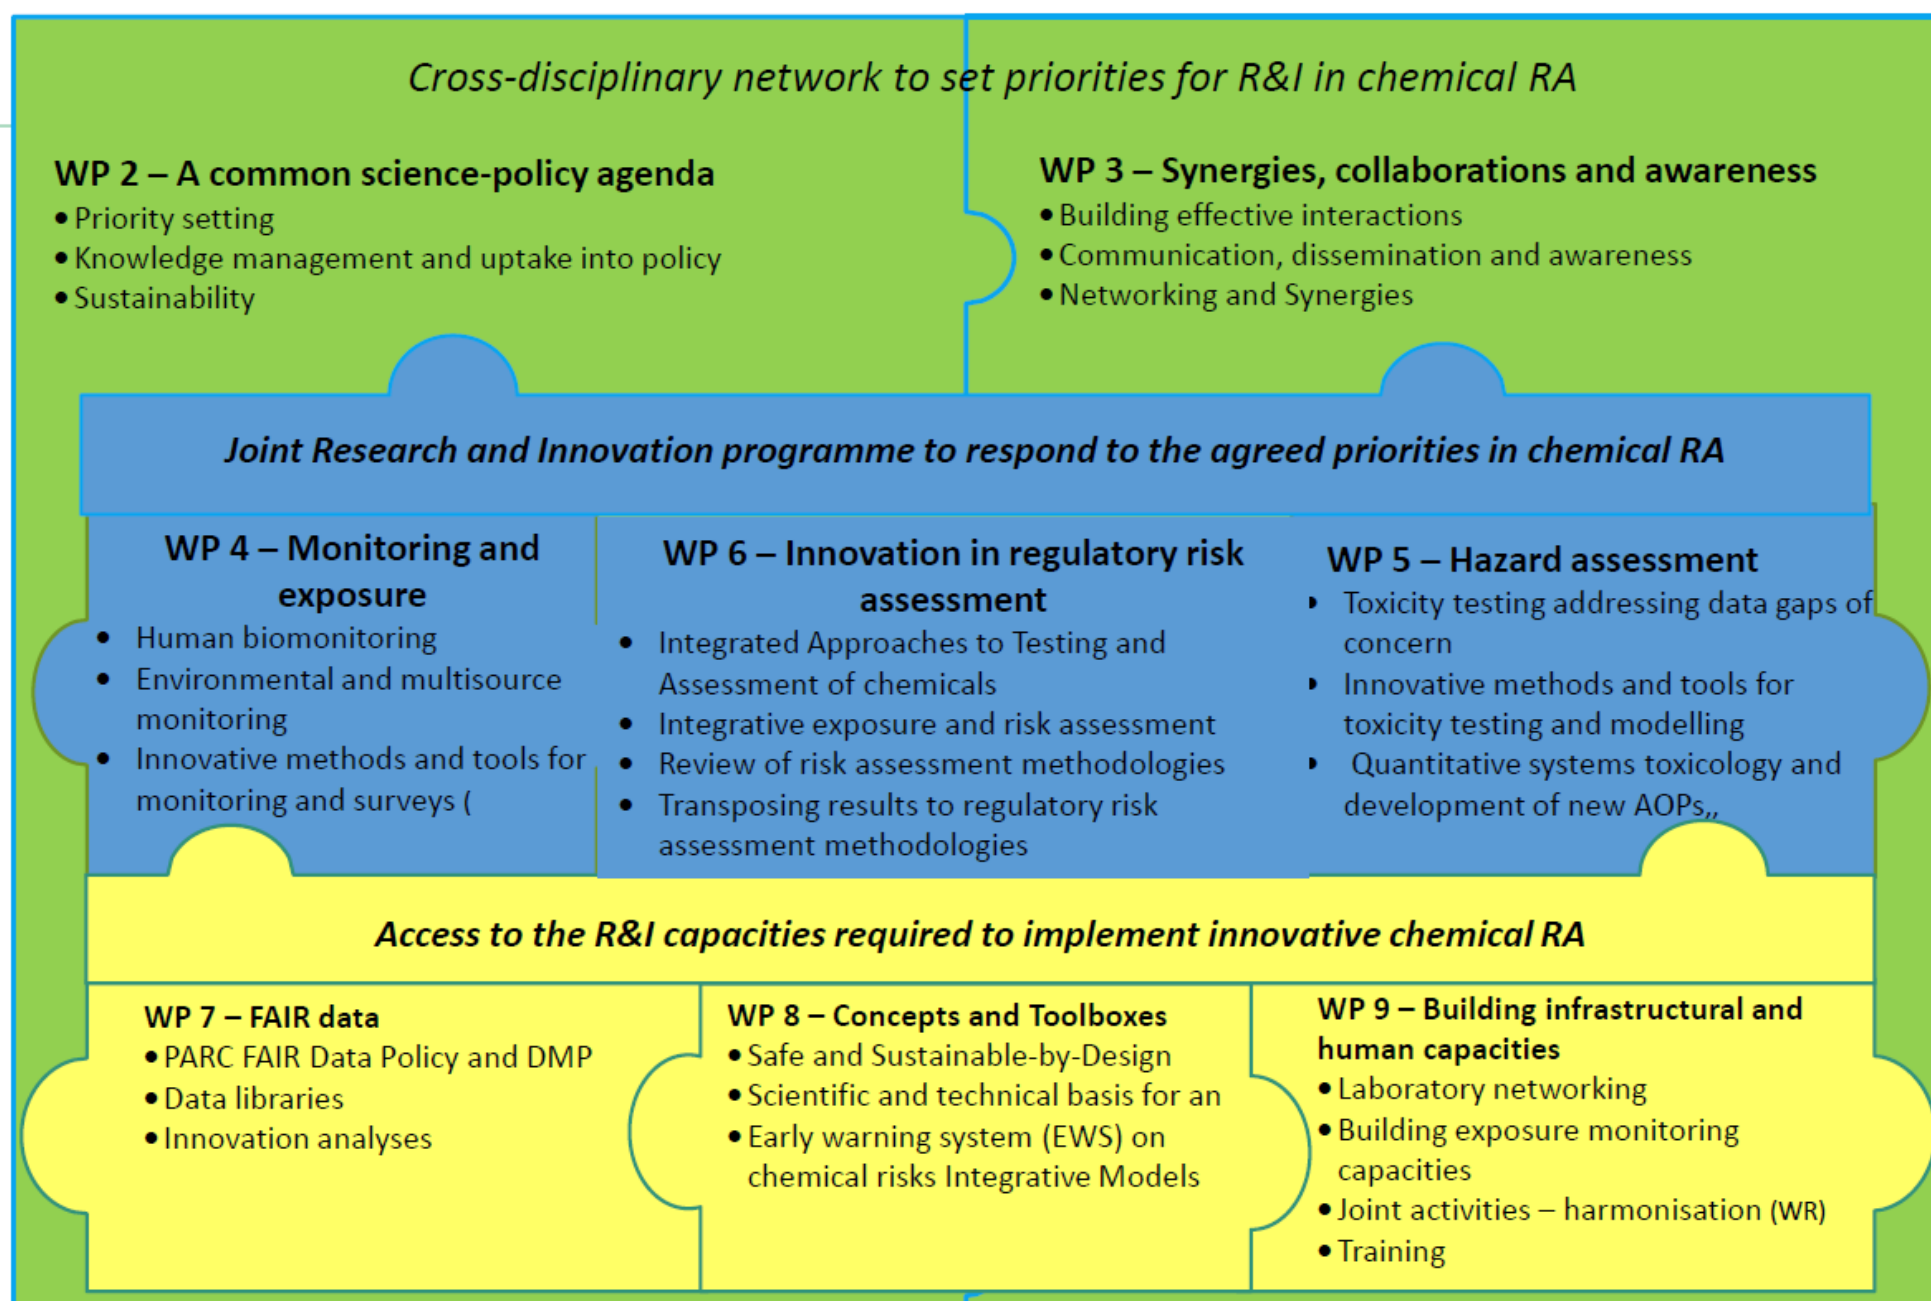 Cross-disciplinary network to set priorities for R&I in chemical RA
WP 2 – A common science-policy agenda
• Priority setting
• Knowledge management and uptake into policy
• Sustainability
WP 3 – Synergies, collaborations and awareness
• Building effective interactions
• Communication, dissemination and awareness
• Networking and Synergies
Joint Research and Innovation programme to respond to the agreed priorities in chemical RA
WP 4 – Monitoring and
exposure
• Human biomonitoring
• Environmental and multisource
monitoring
• Innovative methods and tools for
monitoring and surveys (
WP 6 – Innovation in regulatory risk
assessment
• Integrated Approaches to Testing and
Assessment of chemicals
• Integrative exposure and risk assessment
• Review of risk assessment methodologies
• Transposing results to regulatory risk
assessment methodologies
WP 5 – Hazard assessment
• Toxicity testing addressing data gaps of
concern
• Innovative methods and tools for
toxicity testing and modelling
• Quantitative systems toxicology and
development of new AOPs,,
Access to the R&I capacities required to implement innovative chemical RA
WP 7 – FAIR data
• PARC FAIR Data Policy and DMP
• Data libraries
• Innovation analyses
WP 8 – Concepts and Toolboxes
• Safe and Sustainable-by-Design
• Scientific and technical basis for an
• Early warning system (EWS) on
chemical risks Integrative Models
WP 9 – Building infrastructural and
human capacities
• Laboratory networking
• Building exposure monitoring
capacities
• Joint activities – harmonisation (WR)
• Training